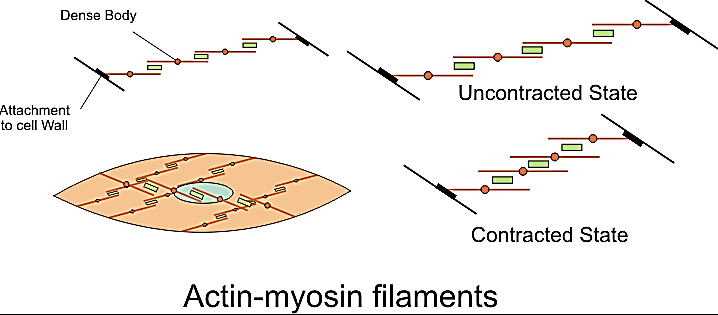 Dense Body
Attachment
to cell Wall
Uncontracted State
Contracted State
Actin-myosin filaments